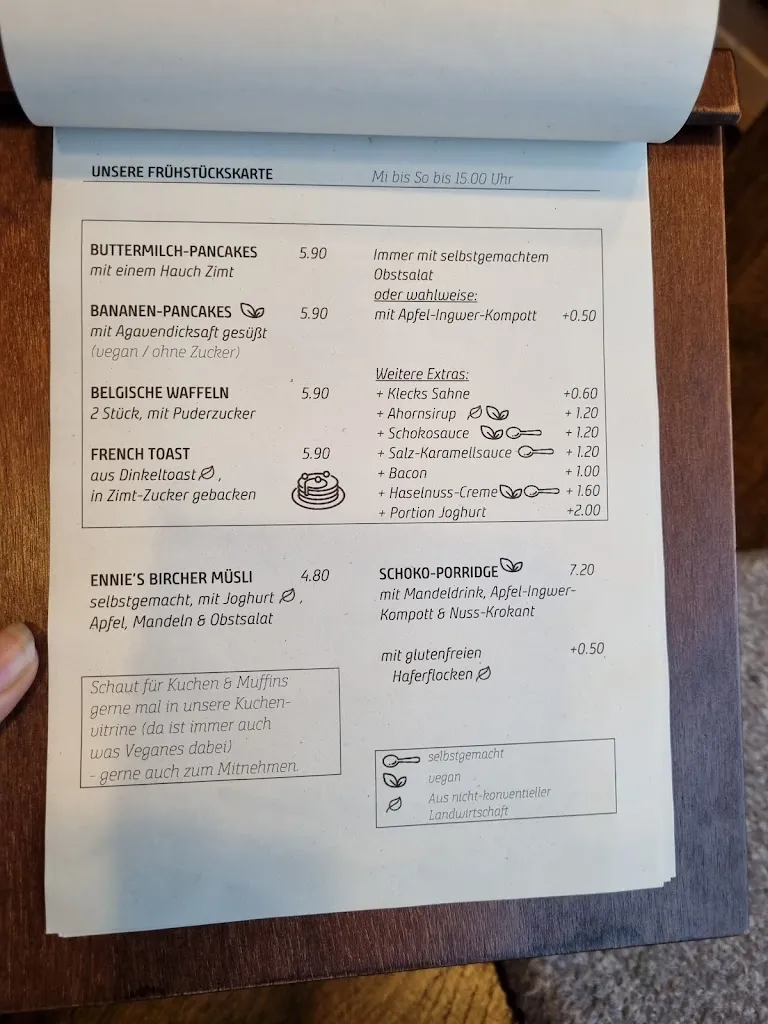 UNSERE FRÜHSTÜCKSKARTE Mi bis So bis 15.00 Uhr
BUTTERMILCH-PANCAKES 5.90
mit einem Hauch Zimt
BANANEN-PANCAKES 5.90
mit Agavendicksaft gesüßt
(vegan / ohne Zucker)
BELGISCHE WAFFELN 5.90
2 Stück, mit Puderzucker
FRENCH TOAST 5.90
aus Dinkeltoast,
in Zimt-Zucker gebacken
Immer mit selbstgemachtem
Obstsalat
oder wahlweise:
mit Apfel-Ingwer-Kompott +0.50
Weitere Extras:
+ Klecks Sahne +0.60
+ Ahornsirup + 1.20
+ Schokosauce + 1.20
+ Salz-Karamellsauce + 1.20
+ Bacon + 1.00
+ Haselnuss-Creme + 1.60
+ Portion Joghurt +2.00
ENNIE'S BIRCHER MÜSLI 4.80
selbstgemacht, mit Joghurt,
Apfel, Mandeln & Obstsalat
SCHOKO-PORRIDGE 7.20
mit Mandeldrink, Apfel-Ingwer-
Kompott & Nuss-Krokant
mit glutenfreien +0.50
Haferflocken
Schaut für Kuchen & Muffins
gerne mal in unsere Kuchen-
vitrine (da ist immer auch
was Veganes dabei)
- gerne auch zum Mitnehmen.
selbstgemacht
vegan
Aus nicht-konventieller
Landwirtschaft